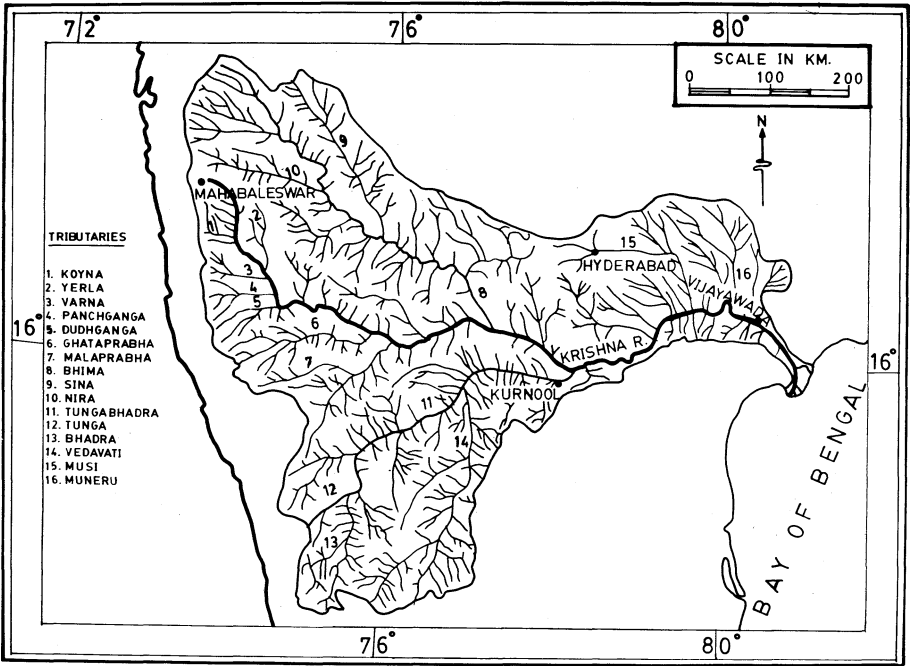 72°
76°
80°
SCALE IN KM.
0 100 200
N
9
10
MAHABALESWAR
1
2
15
HYDERABAD
TRIBUTARIES
1. KOYNA
2. YERLA
3. VARNA
4. PANCHGANGA
5. DUDHGANGA
6. GHATAPRABHA
7. MALAPRABHA
8. BHIMA
9. SINA
10. NIRA
11. TUNGABHADRA
12. TUNGA
13. BHADRA
14. VEDAVATI
15. MUSI
16. MUNERU
3
4
5
16
VIJAYAWADA
8
16°
6
7
KRISHNA R.
16°
KURNOOL
11
14
12
13
BAY OF BENGAL
76°
80°